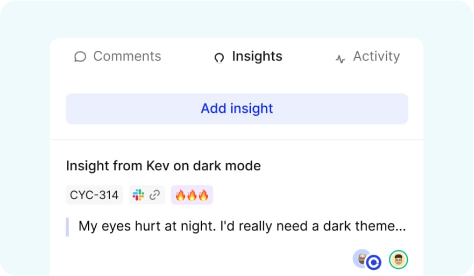 Comments Insights Activity
Add insight
Insight from Kev on dark mode
CYC-314
My eyes hurt at night. I'd really need a dark theme...